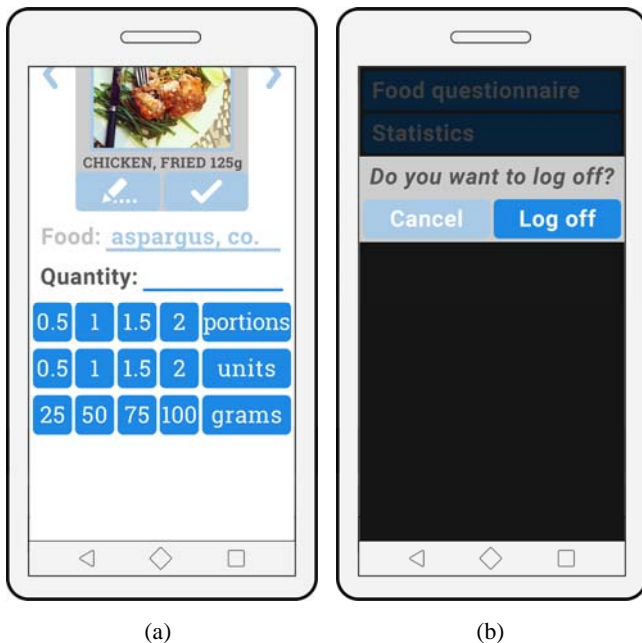 CHICKEN, FRIED 125g
Food: aspargus, co.
Quantity:
0.5 1 1.5 2 portions
0.5 1 1.5 2 units
25 50 75 100 grams
(a)
Food questionnaire
Statistics
Do you want to log off?
Cancel Log off
(b)